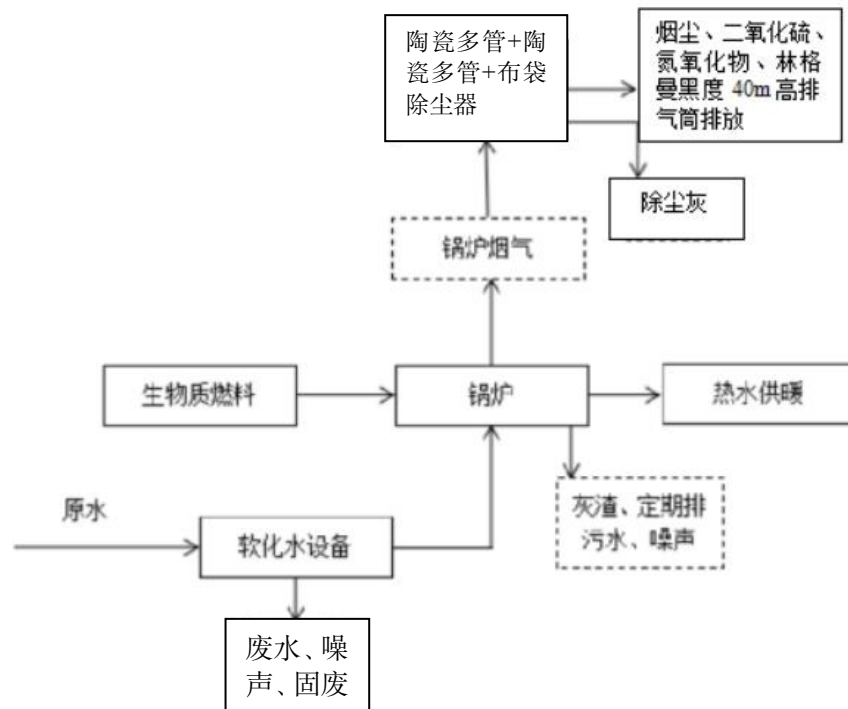 陶瓷多管+陶
瓷多管+布袋
除尘器
烟尘、二氧化硫、
氮氧化物、林格
曼黑度 40m 高排
气筒排放
除尘灰
锅炉烟气
生物质燃料
锅炉
热水供暖
原水
软化水设备
灰渣、定期排
污水、噪声
废水、噪
声、固废